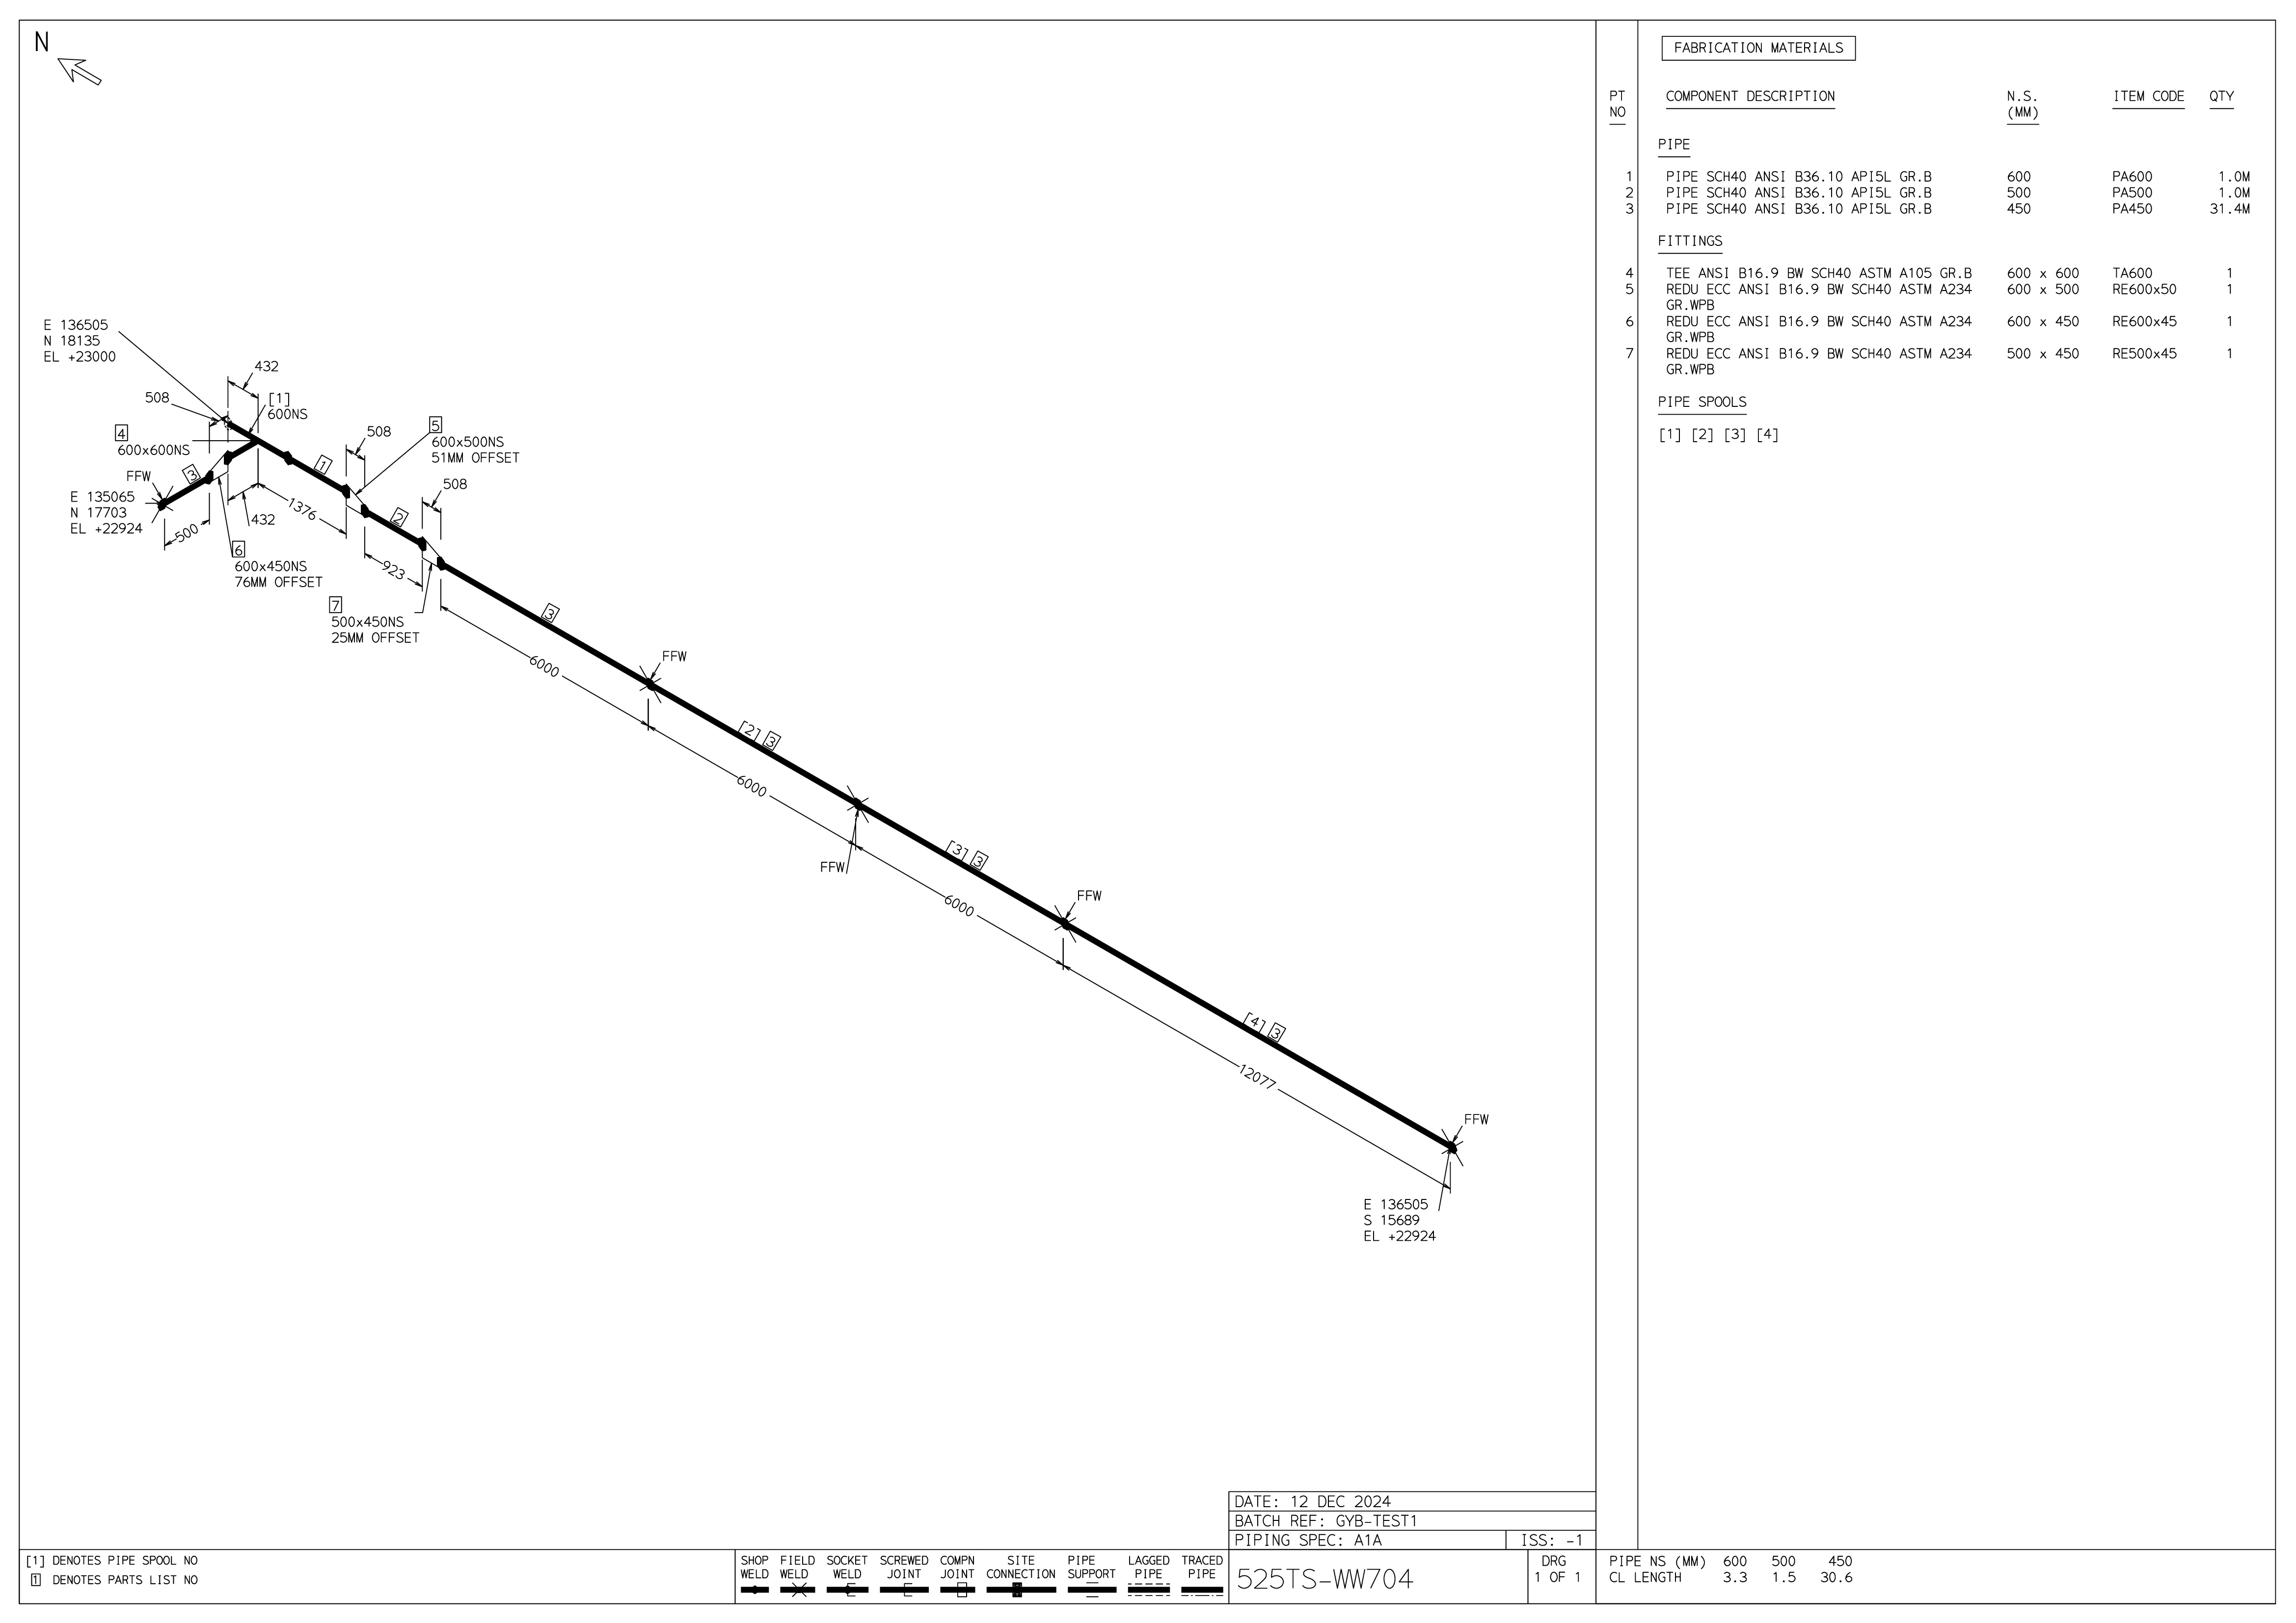 N
E 136505
N 18135
EL +23000
432
508
[1]
600NS
4
600x600NS
5
508
600x500NS
51MM OFFSET
1
3
FFW
E 135065
N 17703
EL +22924
500
432
1376
2
508
6
600x450NS
76MM OFFSET
923
7
500x450NS
25MM OFFSET
3
6000
FFW
[2] 3
6000
FFW
[3] 3
6000
FFW
[4] 3
12077
FFW
E 136505
S 15689
EL +22924
FABRICATION MATERIALS
PT NO COMPONENT DESCRIPTION N.S. (MM) ITEM CODE QTY
PIPE
1 PIPE SCH40 ANSI B36.10 API5L GR.B 600 PA600 1.0M
2 PIPE SCH40 ANSI B36.10 API5L GR.B 500 PA500 1.0M
3 PIPE SCH40 ANSI B36.10 API5L GR.B 450 PA450 31.4M
FITTINGS
4 TEE ANSI B16.9 BW SCH40 ASTM A105 GR.B 600 x 600 TA600 1
5 REDU ECC ANSI B16.9 BW SCH40 ASTM A234 600 x 500 RE600x50 1
GR.WPB
6 REDU ECC ANSI B16.9 BW SCH40 ASTM A234 600 x 450 RE600x45 1
GR.WPB
7 REDU ECC ANSI B16.9 BW SCH40 ASTM A234 500 x 450 RE500x45 1
GR.WPB
PIPE SPOOLS
[1] [2] [3] [4]
DATE: 12 DEC 2024
BATCH REF: GYB-TEST1
PIPING SPEC: A1A ISS: -1
[1] DENOTES PIPE SPOOL NO
1 DENOTES PARTS LIST NO
SHOP WELD
FIELD WELD
SOCKET WELD
SCREWED JOINT
COMPN JOINT
SITE CONNECTION
PIPE SUPPORT
LAGGED PIPE
TRACED PIPE
525TS-WW704
DRG
1 OF 1
PIPE NS (MM) 600 500 450
CL LENGTH 3.3 1.5 30.6